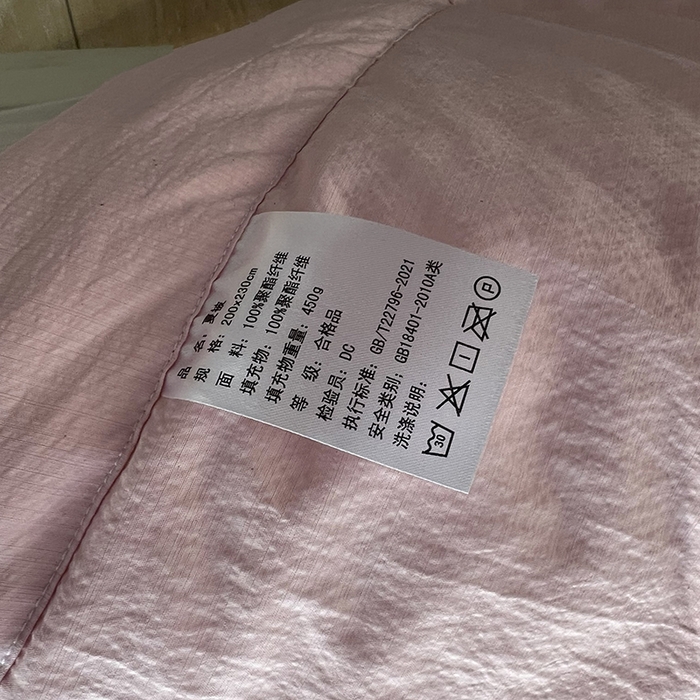 品 名: 夏被
规 格: 200x230cm
面 料: 100%聚酯纤维
填充物: 100%聚酯纤维
填充物重量: 450g
等 级: 合格品
检验员: DC
执行标准: GB/T22796-2021
安全类别: GB18401-2010A类
洗涤说明:
30 P